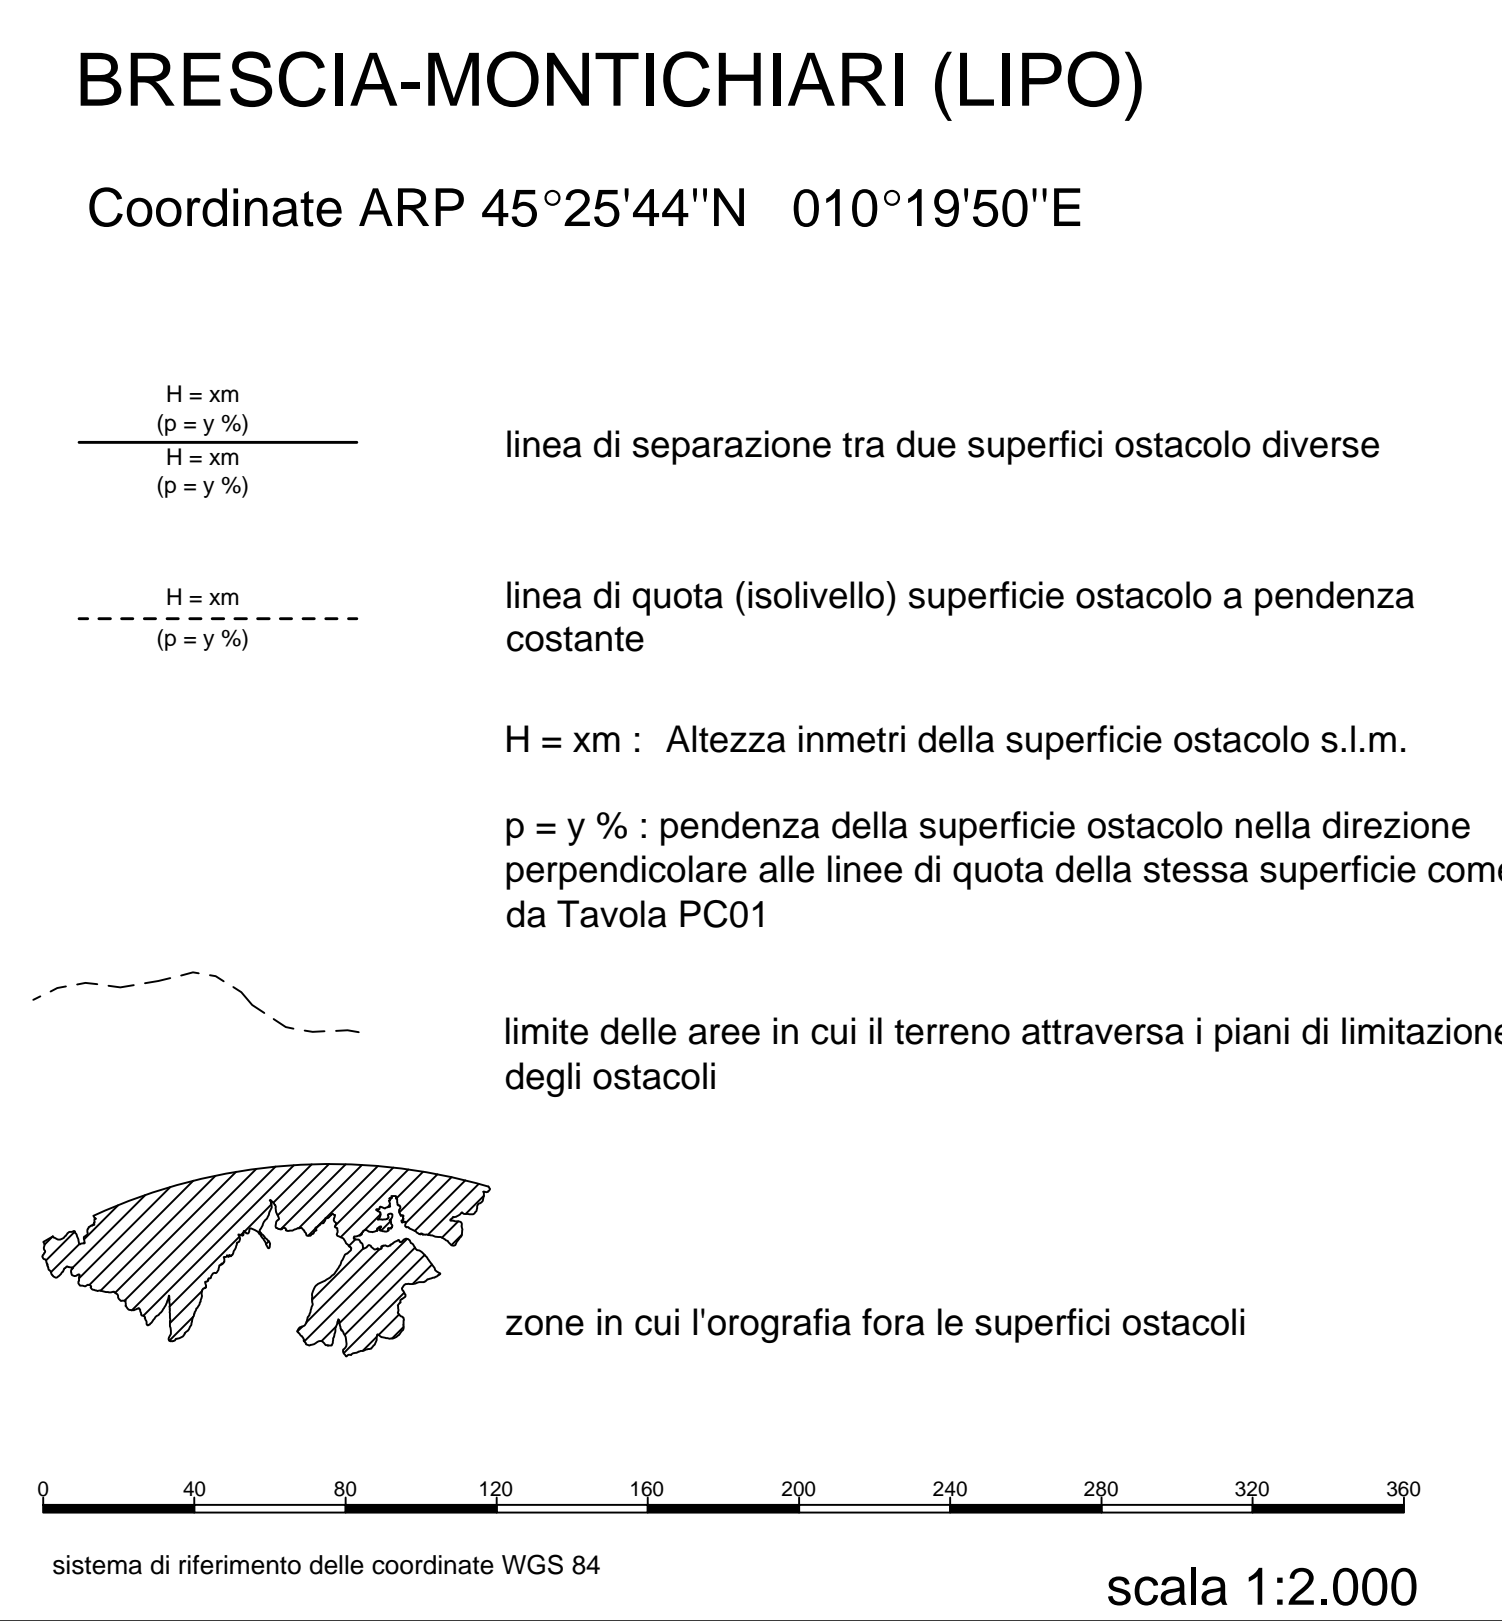 BRESCIA-MONTICHIARI (LIPO)
Coordinate ARP 45°25'44"N 010°19'50"E
H = xm
(p = y %)
H = xm
(p = y %)
linea di separazione tra due superfici ostacolo diverse
H = xm
(p = y %)
linea di quota (isolivello) superficie ostacolo a pendenza
costante
H = xm : Altezza inmetri della superficie ostacolo s.l.m.
p = y % : pendenza della superficie ostacolo nella direzione
perpendicolare alle linee di quota della stessa superficie come
da Tavola PC01
limite delle aree in cui il terreno attraversa i piani di limitazione
degli ostacoli
zone in cui l'orografia fora le superfici ostacoli
0 40 80 120 160 200 240 280 320 360
sistema di riferimento delle coordinate WGS 84
scala 1:2.000